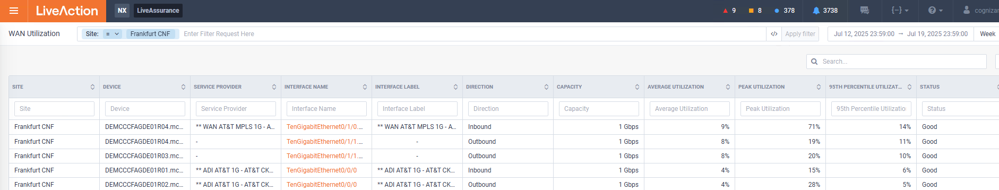 LiveAction NX LiveAssurance 9 8 378 3738 {···} cognizan
WAN Utilization Site: = Frankfurt CNF Enter Filter Request Here </> Apply filter Jul 12, 2025 23:59:00 → Jul 19, 2025 23:59:00 Week
Search...
SITE DEVICE SERVICE PROVIDER INTERFACE NAME INTERFACE LABEL DIRECTION CAPACITY AVERAGE UTILIZATION PEAK UTILIZATION 95TH PERCENTILE UTILIZAT... STATUS
Site Device Service Provider Interface Name Interface Label Direction Capacity Average Utilization Peak Utilization 95th Percentile Utilization Status
Frankfurt CNF DEMCCCFAGDE01R04.mc... ** WAN AT&T MPLS 1G - A... TenGigabitEthernet0/1/0.... ** WAN AT&T MPLS 1G - A... Inbound 1 Gbps 9% 71% 14% Good
Frankfurt CNF DEMCCCFAGDE01R04.mc... - TenGigabitEthernet0/1/1.... - Outbound 1 Gbps 8% 19% 11% Good
Frankfurt CNF DEMCCCFAGDE01R03.mc... - TenGigabitEthernet0/1/1.... - Outbound 1 Gbps 8% 20% 10% Good
Frankfurt CNF DEMCCCFAGDE01R01.mc... ** ADI AT&T 1G - AT&T CK... TenGigabitEthernet0/0/0 ** ADI AT&T 1G - AT&T CK... Inbound 1 Gbps 4% 15% 6% Good
Frankfurt CNF DEMCCCFAGDE01R02.mc... ** ADI AT&T 1G - AT&T CK... TenGigabitEthernet0/0/0 ** ADI AT&T 1G - AT&T CK... Outbound 1 Gbps 4% 28% 5% Good